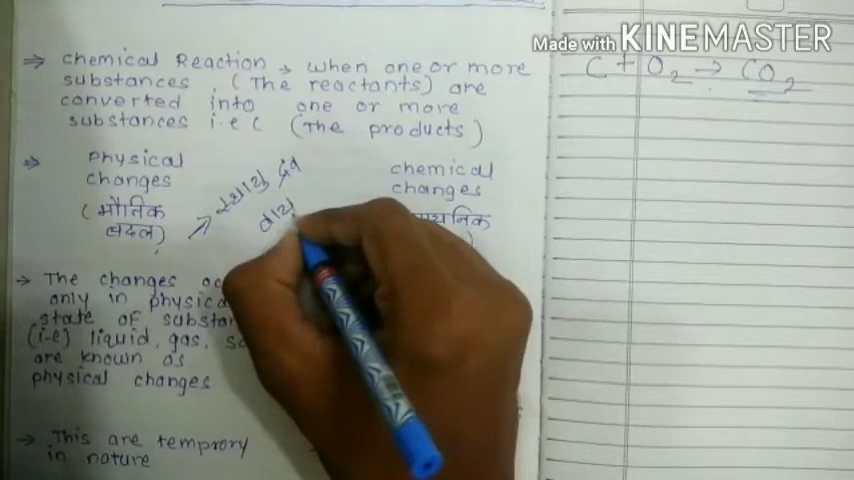 Made with KINEMASTER
⇒ Chemical Reaction → when one or more
substances, (The reactants) are
converted into one or more
substances i.e c (The products)
C + O₂ → CO₂
⇒ Physical
changes
(भौतिक
बदल)
chemical
changes
→ The changes
only in physica
state of substan
(i.e) liquid, gas, s
are known as
physical changes
→ This are temprory
in nature